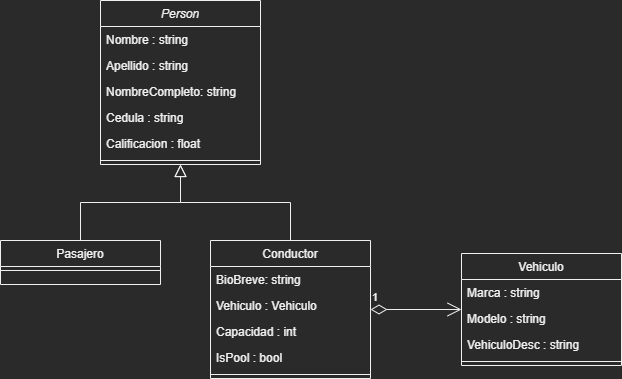 Person
Nombre : string
Apellido : string
NombreCompleto: string
Cedula : string
Calificacion : float
Pasajero
Conductor
BioBreve: string
Vehiculo : Vehiculo
Capacidad : int
IsPool : bool
1
Vehiculo
Marca : string
Modelo : string
VehiculoDesc : string